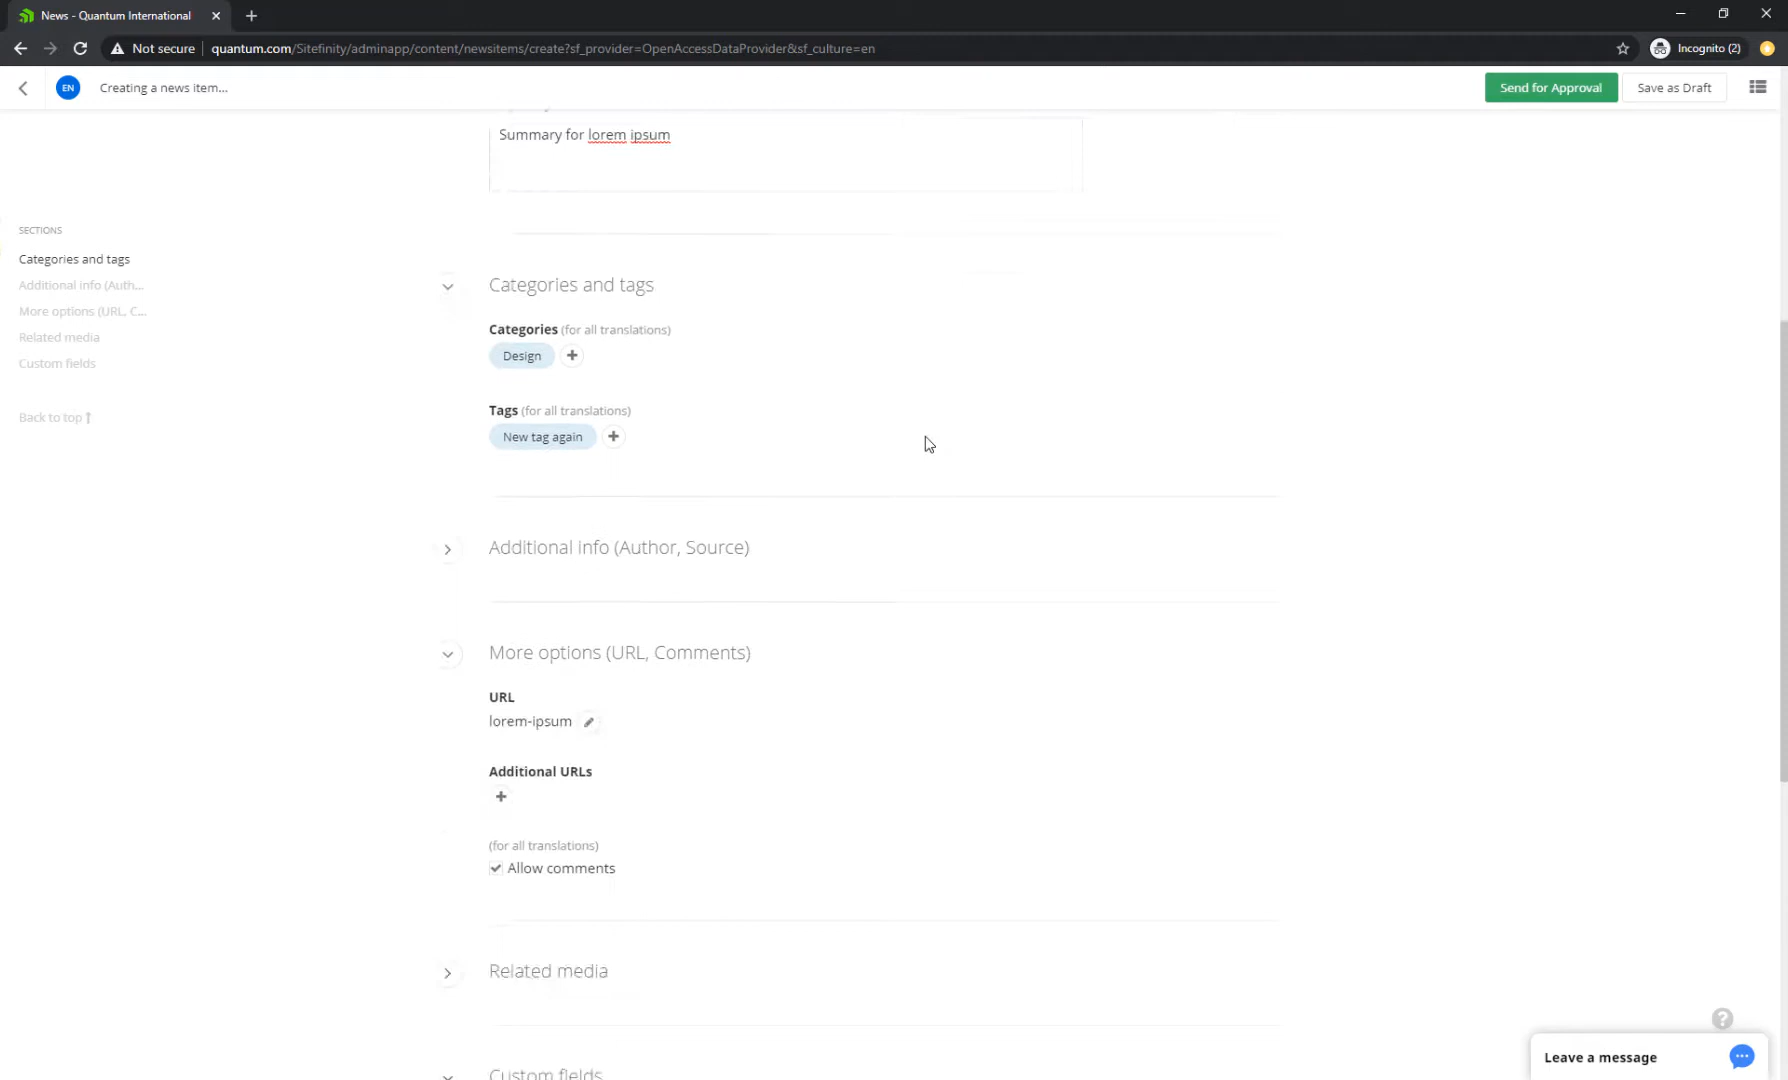 News - Quantum International
Not secure
quantum.com/Sitefinity/adminapp/content/newsitems/create?sf_provider=OpenAccessDataProvider&sf_culture=en
Incognito (2)
EN
Creating a news item...
Send for Approval
Save as Draft
Summary for lorem ipsum
SECTIONS
Categories and tags
Additional info (Auth...
More options (URL, C...
Related media
Custom fields
Back to top
Categories and tags
Categories (for all translations)
Design
Tags (for all translations)
New tag again
Additional info (Author, Source)
More options (URL, Comments)
URL
lorem-ipsum
Additional URLs
(for all translations)
Allow comments
Related media
Custom fields
?
Leave a message